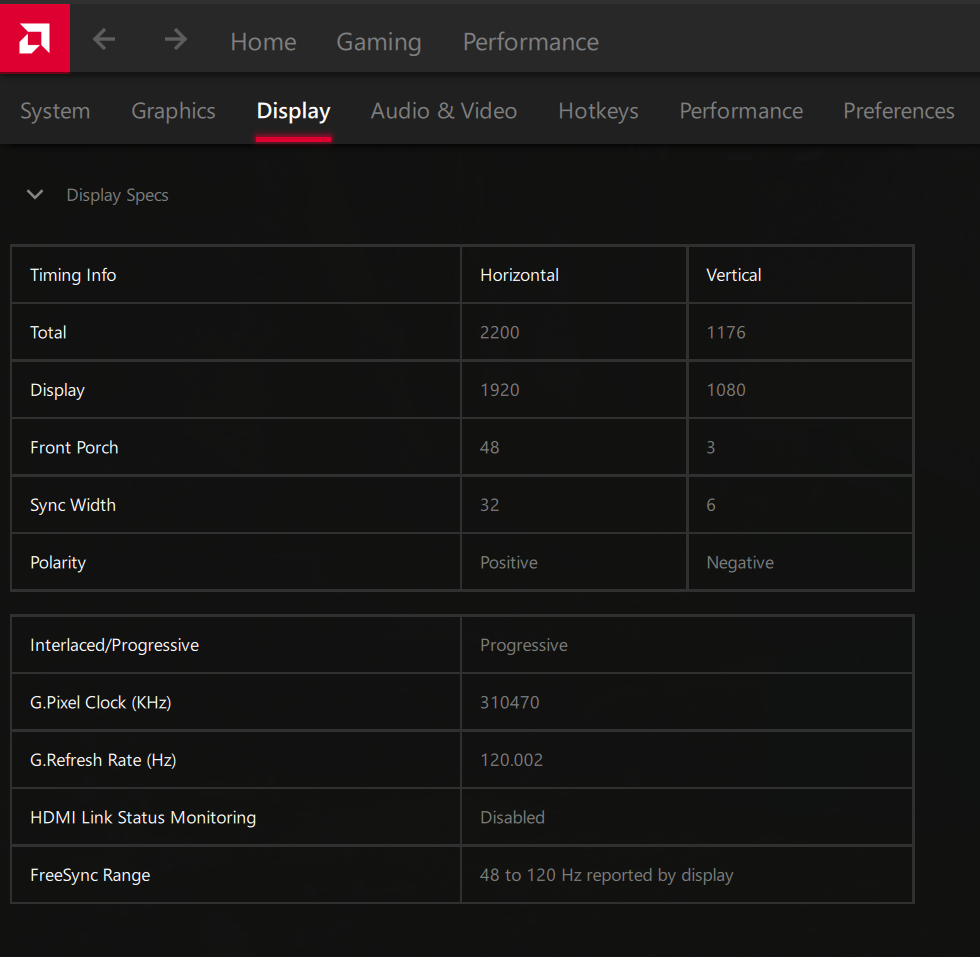 Home Gaming Performance
System Graphics Display Audio & Video Hotkeys Performance Preferences
Display Specs
Timing Info Horizontal Vertical
Total 2200 1176
Display 1920 1080
Front Porch 48 3
Sync Width 32 6
Polarity Positive Negative
Interlaced/Progressive Progressive
G.Pixel Clock (KHz) 310470
G.Refresh Rate (Hz) 120.002
HDMI Link Status Monitoring Disabled
FreeSync Range 48 to 120 Hz reported by display